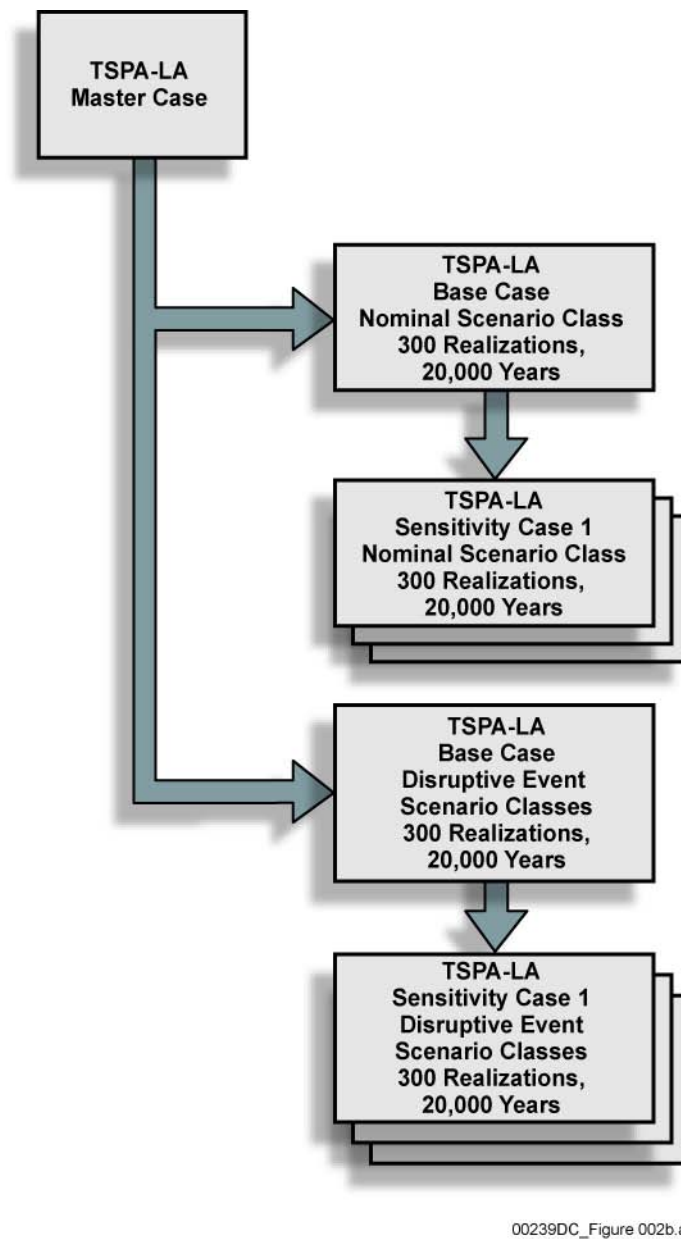 TSPA-LA
Master Case
TSPA-LA
Base Case
Nominal Scenario Class
300 Realizations,
20,000 Years
TSPA-LA
Sensitivity Case 1
Nominal Scenario Class
300 Realizations,
20,000 Years
TSPA-LA
Base Case
Disruptive Event
Scenario Classes
300 Realizations,
20,000 Years
TSPA-LA
Sensitivity Case 1
Disruptive Event
Scenario Classes
300 Realizations,
20,000 Years
00239DC_Figure 002b.a